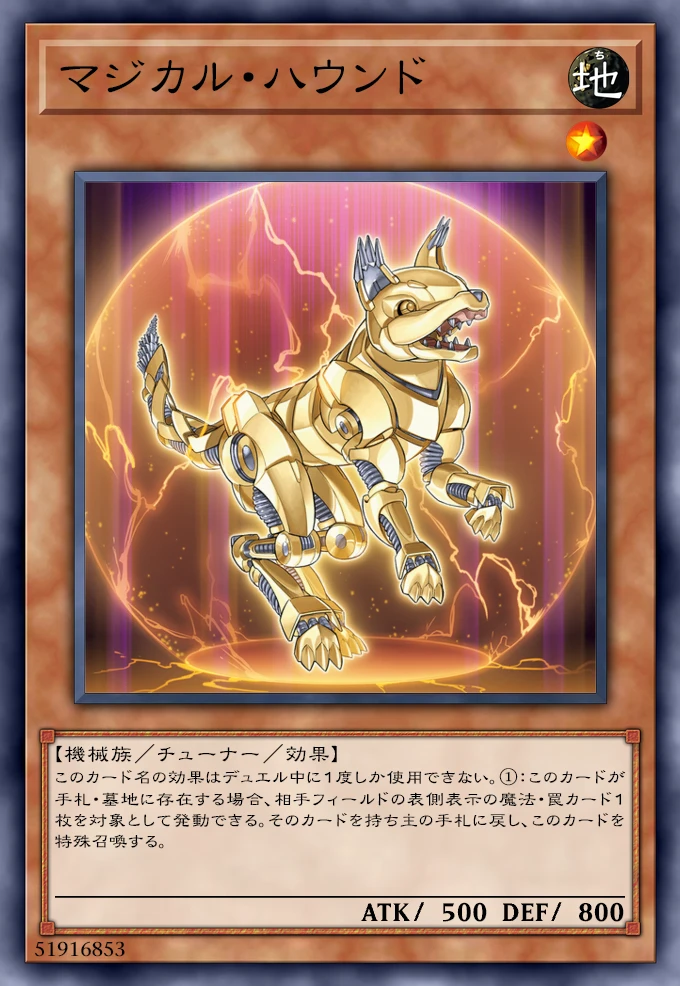 マジカル・ハウンド
ち
地
【機械族／チューナー／効果】
このカード名の効果はデュエル中に１度しか使用できない。①：このカードが
手札・墓地に存在する場合、相手フィールドの表側表示の魔法・罠カード１
枚を対象として発動できる。そのカードを持ち主の手札に戻し、このカードを
特殊召喚する。
ATK/ 500 DEF/ 800
51916853